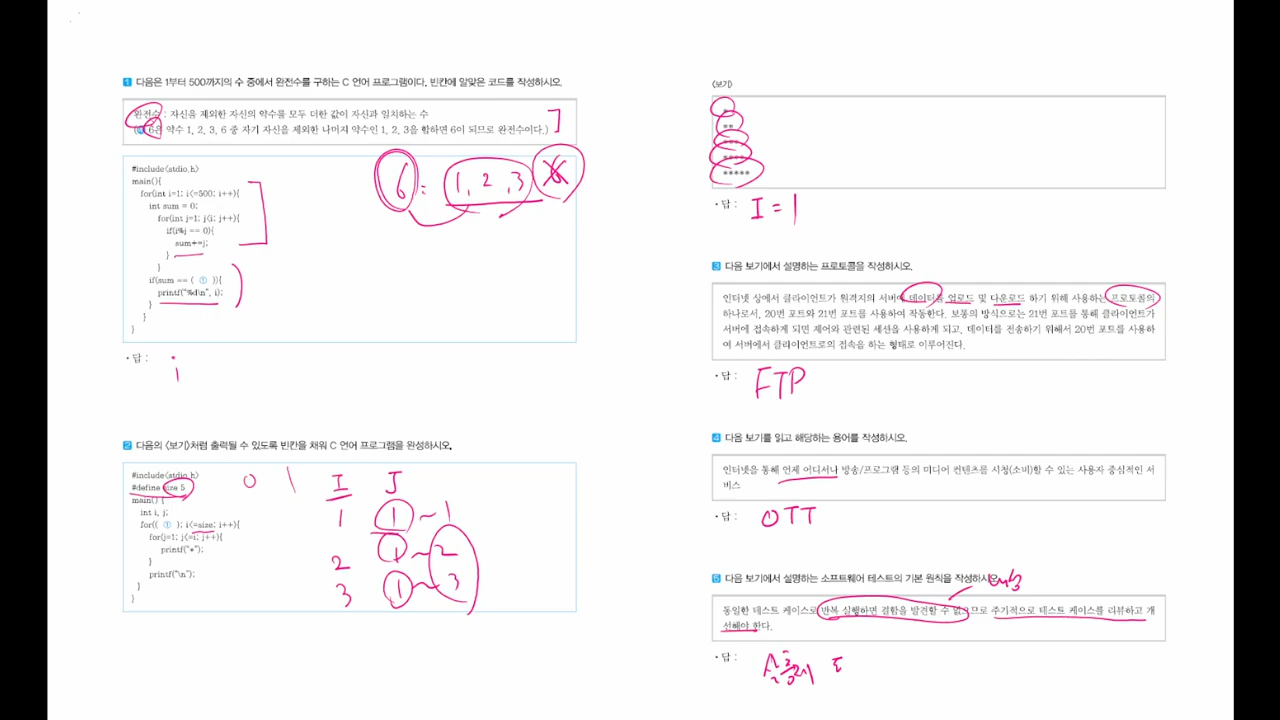 1 다음은 1부터 500까지의 수 중에서 완전수를 구하는 C 언어 프로그램이다. 빈칸에 알맞은 코드를 작성하시오.
완전수 : 자신을 제외한 자신의 약수를 모두 더한 값이 자신과 일치하는 수
6은 약수 1, 2, 3, 6 중 자기 자신을 제외한 나머지 약수인 1, 2, 3을 합하면 6이 되므로 완전수이다.)
6 : 1, 2, 3 6
#include<stdio.h>
main(){
for(int i=1; i<=500; i++){
int sum = 0;
for(int j=1; j<i; j++){
if(i%j == 0){
sum+=j;
}
}
if(sum == ( ① )){
printf("%d\n", i);
}
}
}
• 답 : i
2 다음의 〈보기〉처럼 출력될 수 있도록 빈칸을 채워 C 언어 프로그램을 완성하시오.
#include<stdio.h>
#define size 5
main() {
int i, j;
for(( ① ); i<=size; i++){
for(j=1; j<=i; j++){
printf("*");
}
printf("\n");
}
}
0 1
I J
1 1 ~ 1
2 1 ~ 2
3 1 ~ 3
〈보기〉
*
**
***
****
*****
• 답 : I = 1
3 다음 보기에서 설명하는 프로토콜을 작성하시오.
인터넷 상에서 클라이언트가 원격지의 서버에 데이터를 업로드 및 다운로드 하기 위해 사용하는 프로토콜의
하나로서, 20번 포트와 21번 포트를 사용하여 작동한다. 보통의 방식으로는 21번 포트를 통해 클라이언트가
서버에 접속하게 되면 제어와 관련된 세션을 사용하게 되고, 데이터를 전송하기 위해서 20번 포트를 사용하
여 서버에서 클라이언트로의 접속을 하는 형태로 이루어진다.
• 답 : FTP
4 다음 보기를 읽고 해당하는 용어를 작성하시오.
인터넷을 통해 언제 어디서나 방송/프로그램 등의 미디어 컨텐츠를 시청(소비)할 수 있는 사용자 중심적인 서
비스
• 답 : OTT
5 다음 보기에서 설명하는 소프트웨어 테스트의 기본 원칙을 작성하시오.
동일한 테스트 케이스로 반복 실행하면 결함을 발견할 수 없으므로 주기적으로 테스트 케이스를 리뷰하고 개
선해야 한다.
• 답 : 살충제